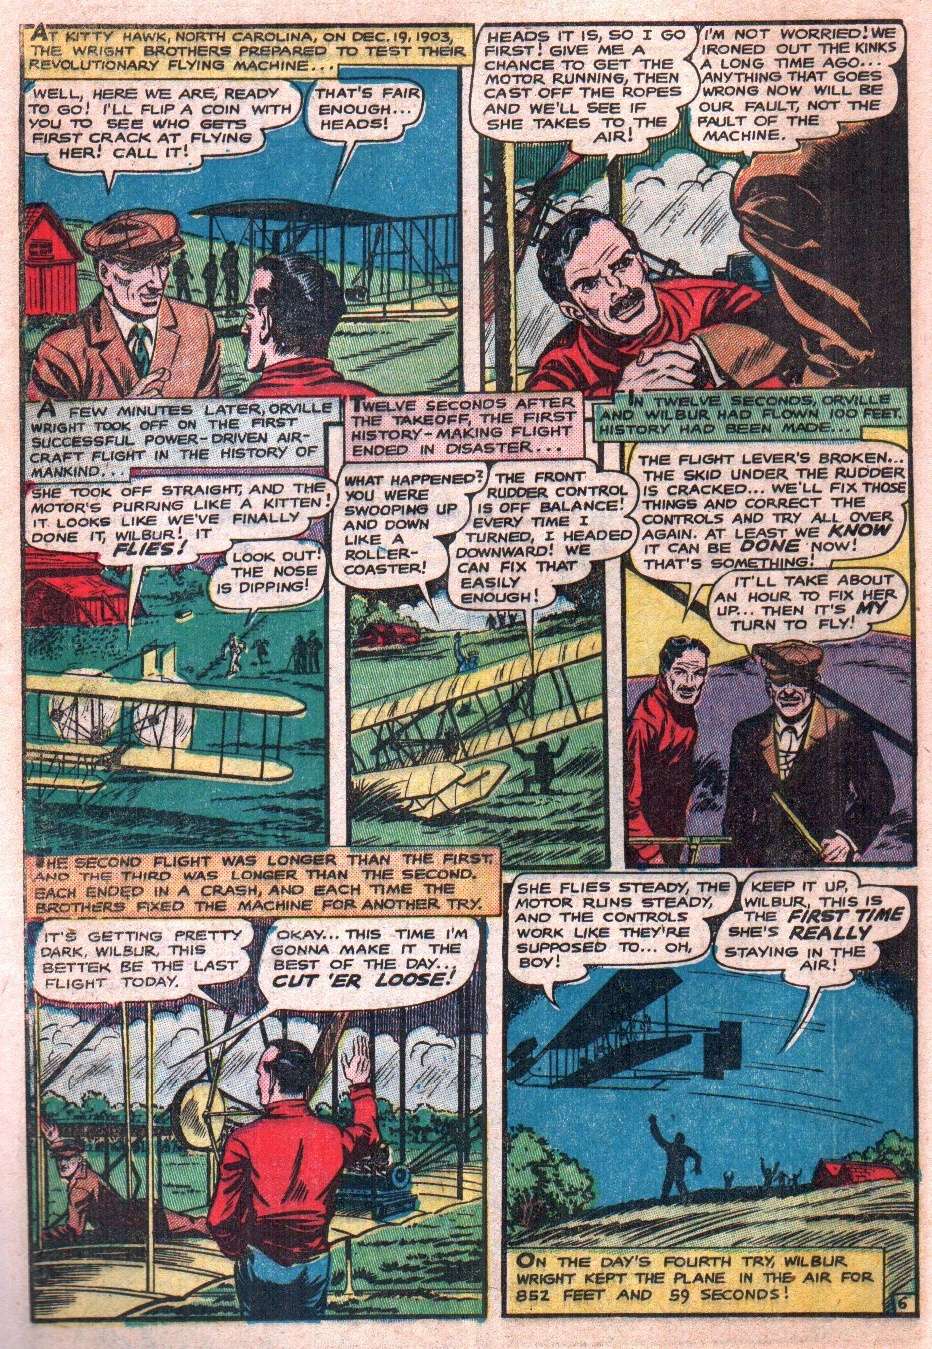 AT KITTY HAWK, NORTH CAROLINA, ON DEC. 19, 1903,
THE WRIGHT BROTHERS PREPARED TO TEST THEIR
REVOLUTIONARY FLYING MACHINE...
WELL, HERE WE ARE, READY
TO GO! I'LL FLIP A COIN WITH
YOU TO SEE WHO GETS
FIRST CRACK AT FLYING
HER! CALL IT!
THAT'S FAIR
ENOUGH...
HEADS!
HEADS IT IS, SO I GO
FIRST! GIVE ME A
CHANCE TO GET THE
MOTOR RUNNING, THEN
CAST OFF THE ROPES
AND WE'LL SEE IF
SHE TAKES TO THE
AIR!
I'M NOT WORRIED! WE
IRONED OUT THE KINKS
A LONG TIME AGO...
ANYTHING THAT GOES
WRONG NOW WILL BE
OUR FAULT, NOT THE
FAULT OF THE
MACHINE.
A FEW MINUTES LATER, ORVILLE
WRIGHT TOOK OFF ON THE FIRST
SUCCESSFUL POWER-DRIVEN AIR-
CRAFT FLIGHT IN THE HISTORY OF
MANKIND...
SHE TOOK OFF STRAIGHT, AND THE
MOTOR'S PURRING LIKE A KITTEN!
IT LOOKS LIKE WE'VE FINALLY
DONE IT, WILBUR! IT
FLIES!
LOOK OUT!
THE NOSE
IS DIPPING!
TWELVE SECONDS AFTER
THE TAKEOFF, THE FIRST
HISTORY-MAKING FLIGHT
ENDED IN DISASTER...
WHAT HAPPENED?
YOU WERE
SWOOPING UP
AND DOWN
LIKE A
ROLLER-
COASTER!
THE FRONT
RUDDER CONTROL
IS OFF BALANCE!
EVERY TIME I
TURNED, I HEADED
DOWNWARD! WE
CAN FIX THAT
EASILY
ENOUGH!
IN TWELVE SECONDS, ORVILLE
AND WILBUR HAD FLOWN 100 FEET.
HISTORY HAD BEEN MADE...
THE FLIGHT LEVER'S BROKEN...
THE SKID UNDER THE RUDDER
IS CRACKED... WE'LL FIX THOSE
THINGS AND CORRECT THE
CONTROLS AND TRY ALL OVER
AGAIN. AT LEAST WE KNOW
IT CAN BE DONE NOW!
THAT'S SOMETHING!
IT'LL TAKE ABOUT
AN HOUR TO FIX HER
UP... THEN IT'S MY
TURN TO FLY!
THE SECOND FLIGHT WAS LONGER THAN THE FIRST,
AND THE THIRD WAS LONGER THAN THE SECOND.
EACH ENDED IN A CRASH, AND EACH TIME THE
BROTHERS FIXED THE MACHINE FOR ANOTHER TRY.
IT'S GETTING PRETTY
DARK, WILBUR, THIS
BETTER BE THE LAST
FLIGHT TODAY.
OKAY... THIS TIME I'M
GONNA MAKE IT THE
BEST OF THE DAY...
CUT 'ER LOOSE!
SHE FLIES STEADY, THE
MOTOR RUNS STEADY,
AND THE CONTROLS
WORK LIKE THEY'RE
SUPPOSED TO... OH,
BOY!
KEEP IT UP,
WILBUR, THIS IS
THE FIRST TIME
SHE'S REALLY
STAYING IN THE
AIR!
ON THE DAY'S FOURTH TRY, WILBUR
WRIGHT KEPT THE PLANE IN THE AIR FOR
852 FEET AND 59 SECONDS!
6